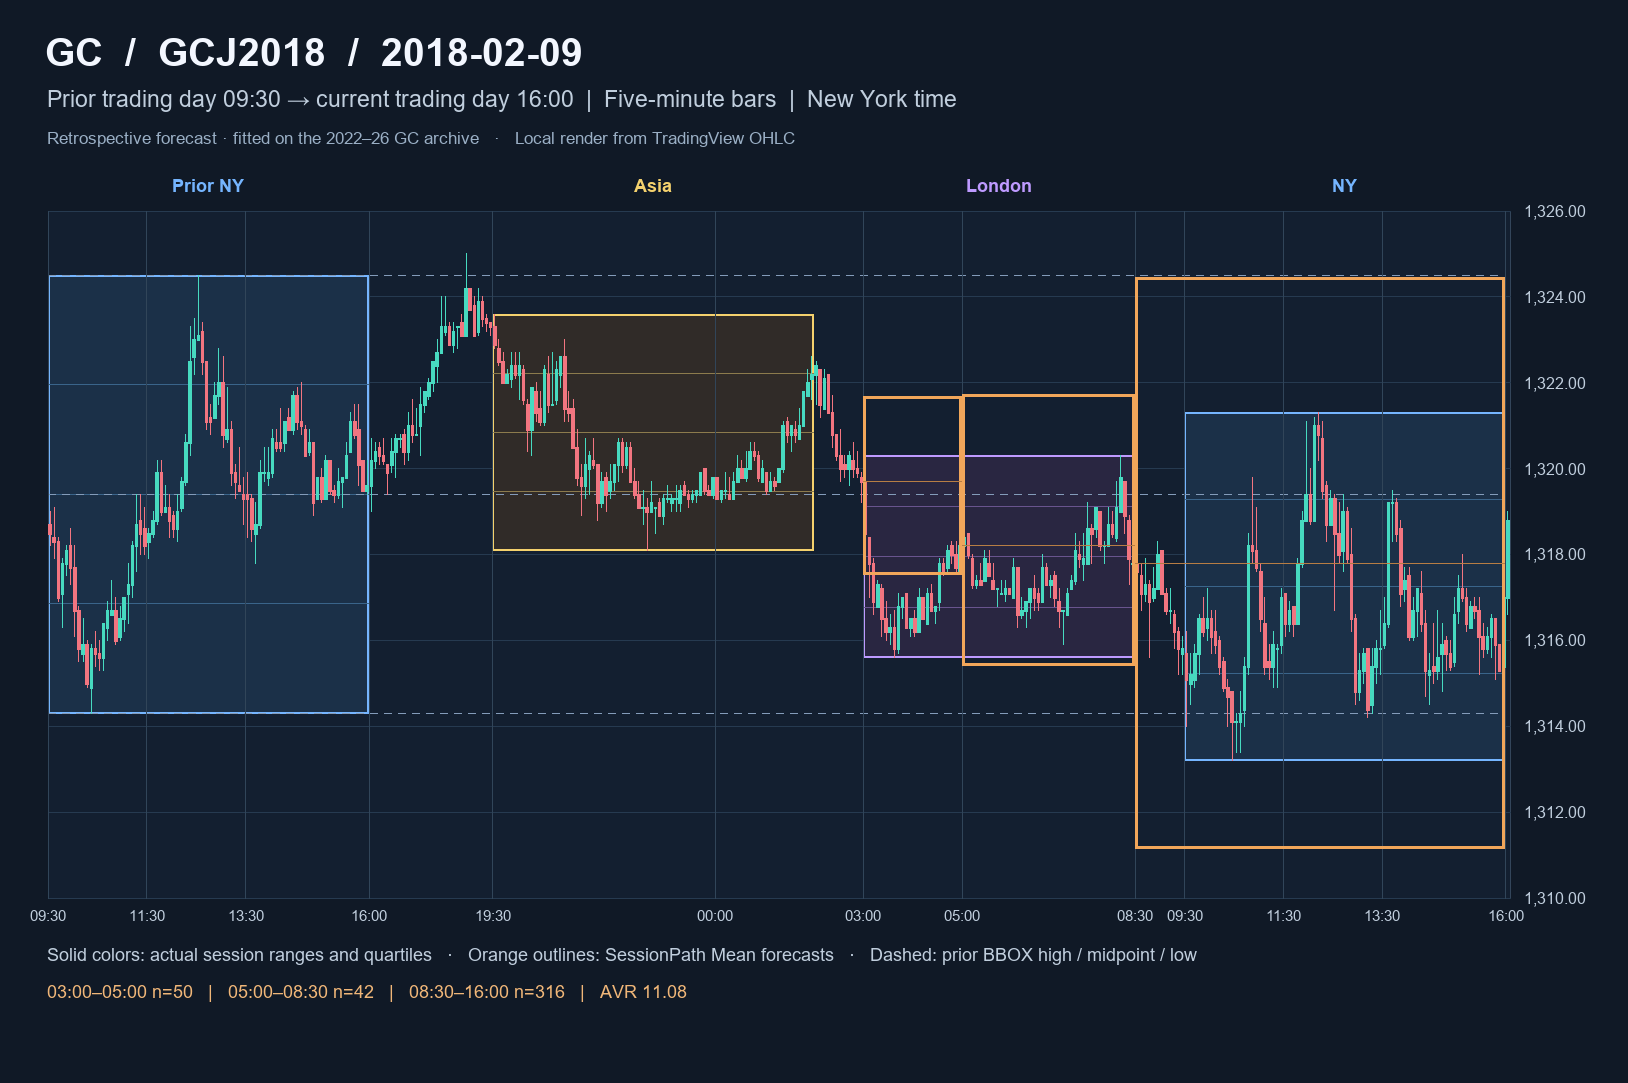 GC / GCJ2018 / 2018-02-09
Prior trading day 09:30 → current trading day 16:00 | Five-minute bars | New York time
Retrospective forecast · fitted on the 2022–26 GC archive · Local render from TradingView OHLC
Prior NY Asia London NY
1,326.00
1,324.00
1,322.00
1,320.00
1,318.00
1,316.00
1,314.00
1,312.00
1,310.00
09:30 11:30 13:30 16:00 19:30 00:00 03:00 05:00 08:30 09:30 11:30 13:30 16:00
Solid colors: actual session ranges and quartiles · Orange outlines: SessionPath Mean forecasts · Dashed: prior BBOX high / midpoint / low
03:00–05:00 n=50 | 05:00–08:30 n=42 | 08:30–16:00 n=316 | AVR 11.08